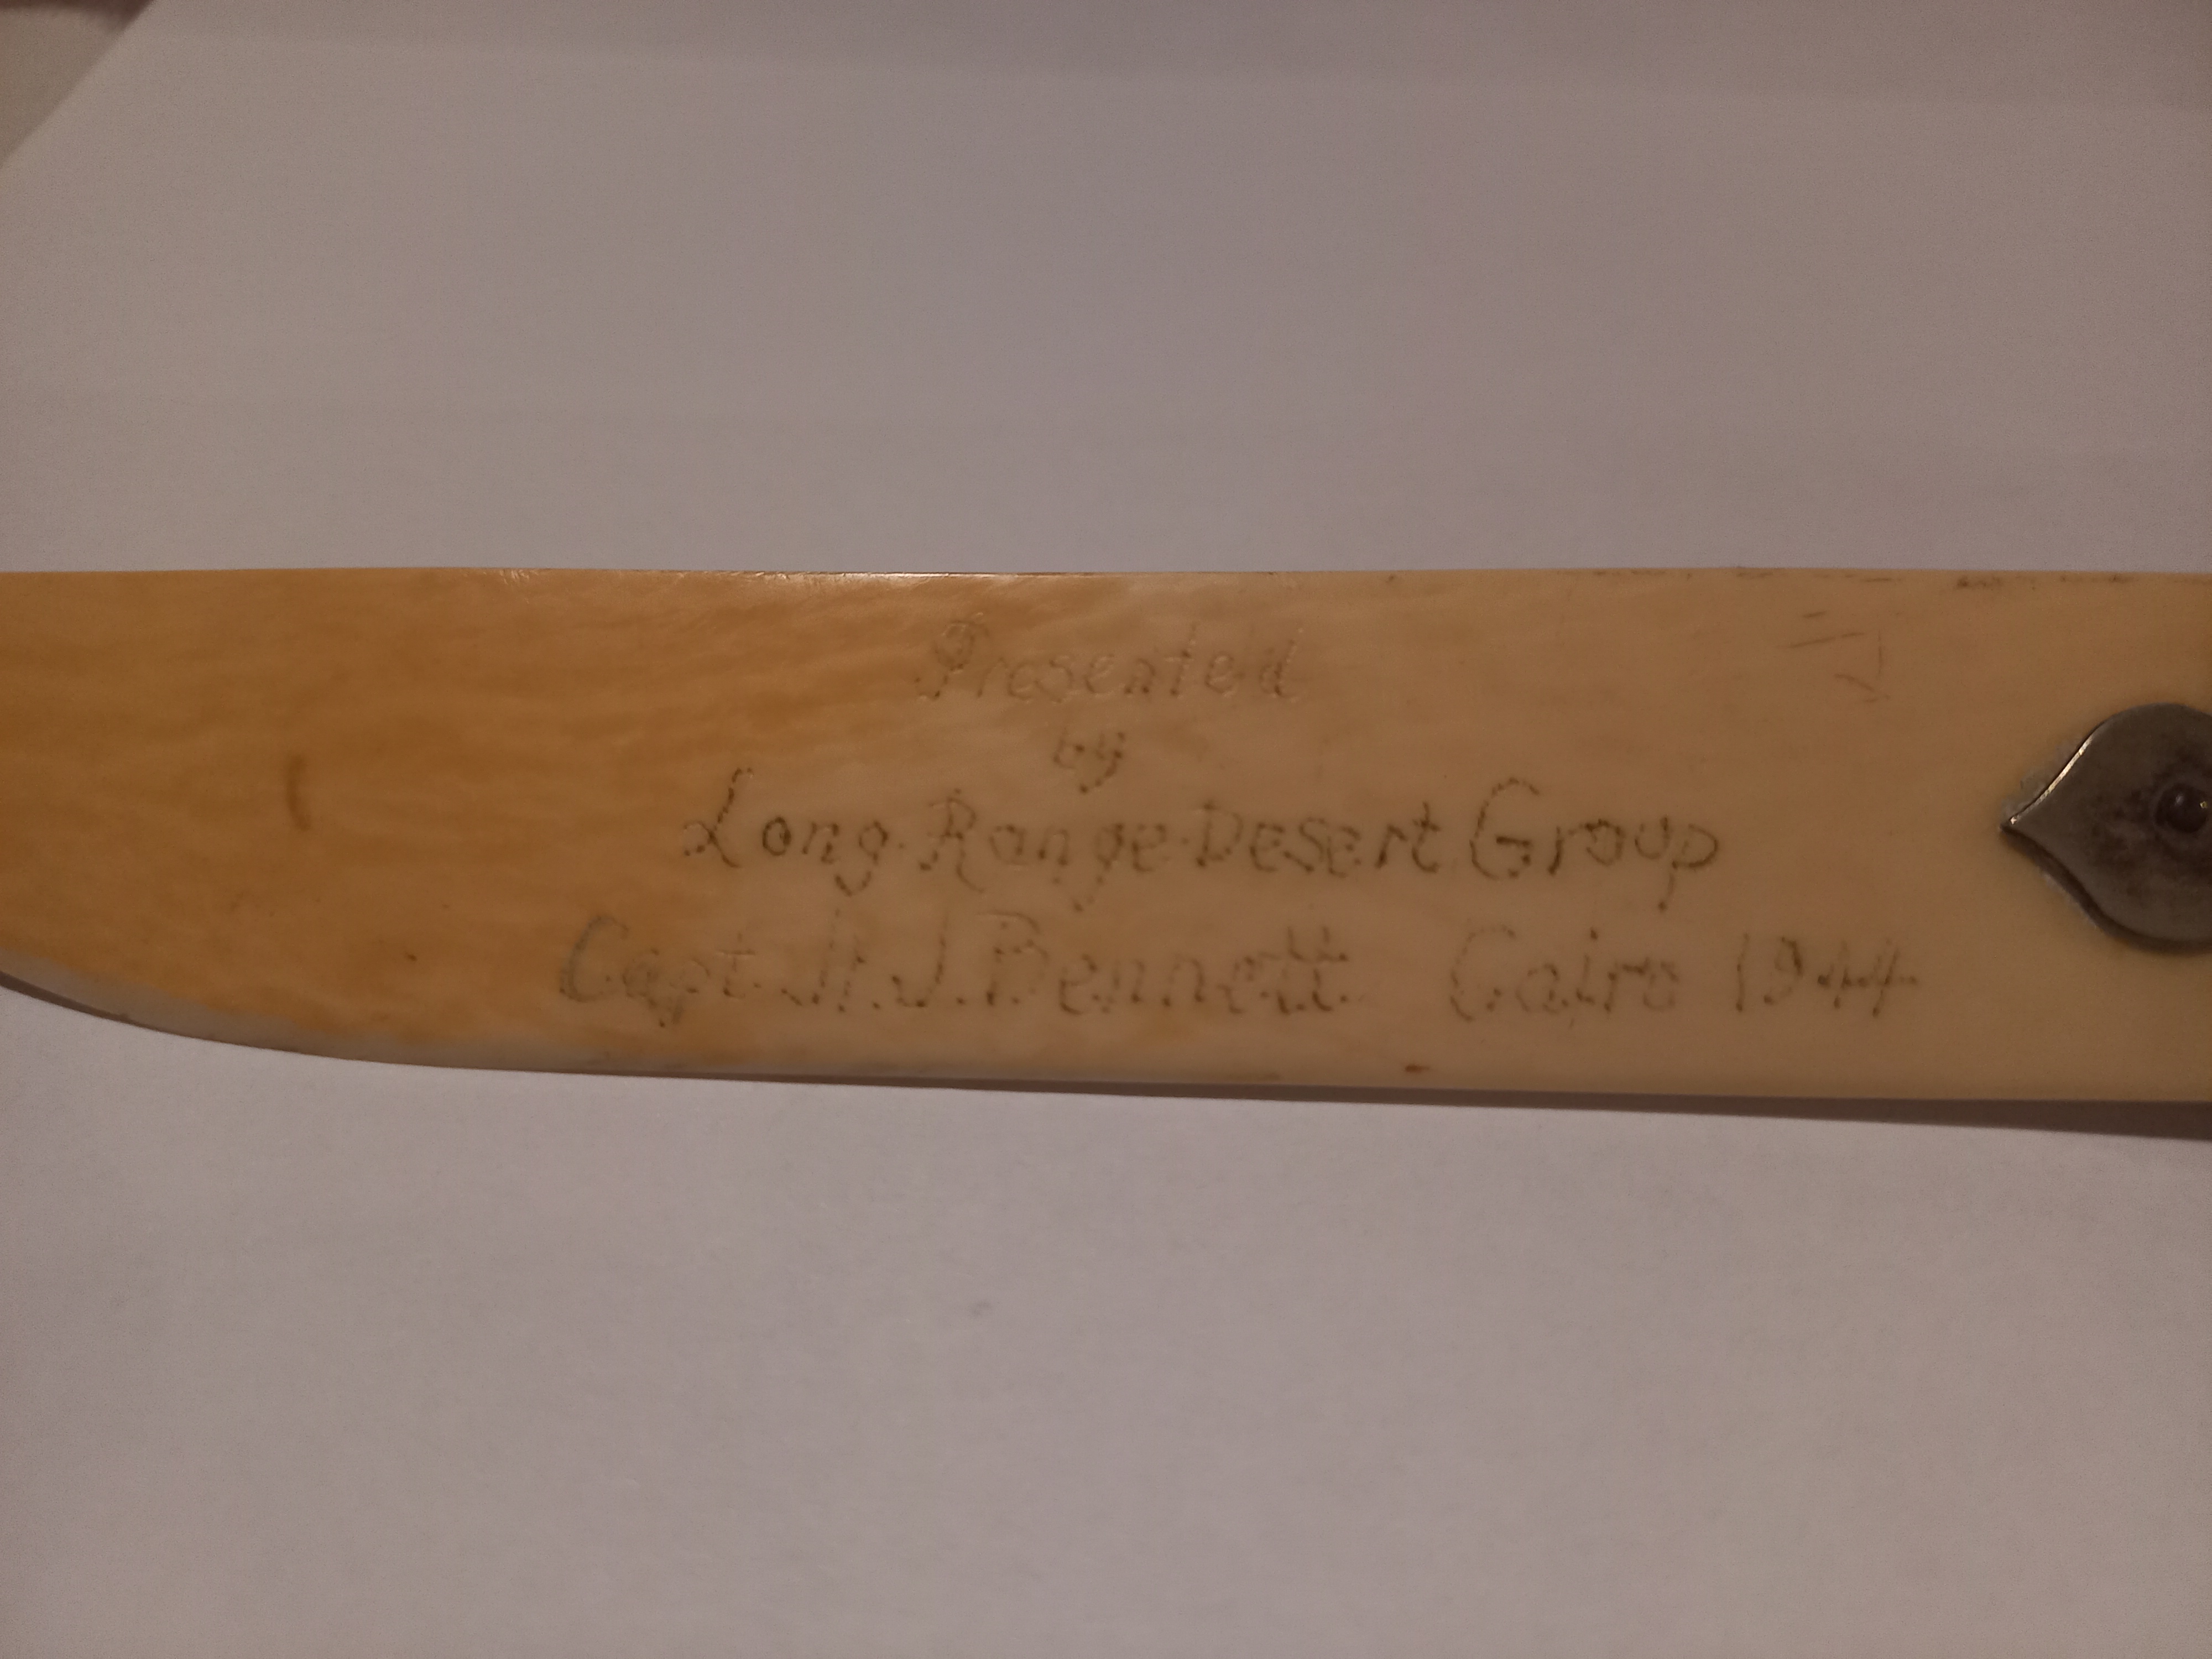 Presented
by
Long Range Desert Group
Capt. J. Bennett Cairo 1944